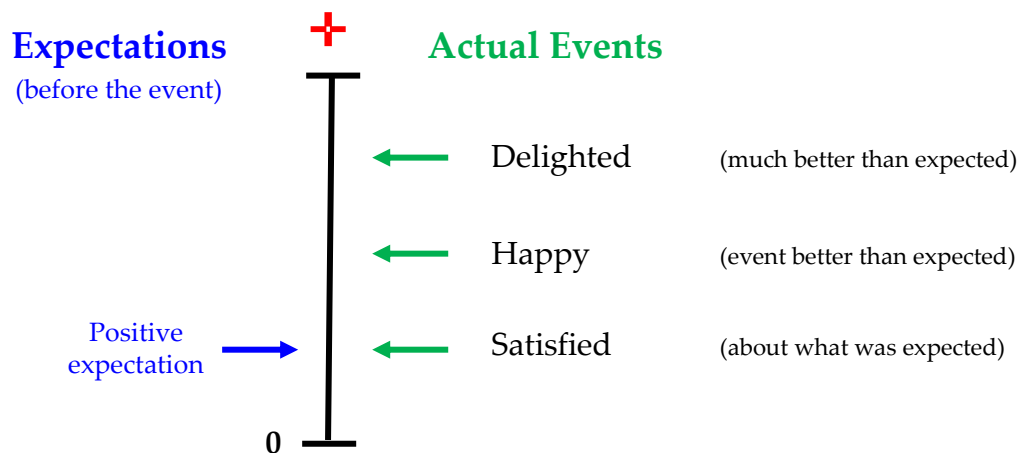 +
Expectations
(before the event)
Actual Events
Delighted (much better than expected)
Happy (event better than expected)
Positive
expectation
Satisfied (about what was expected)
0